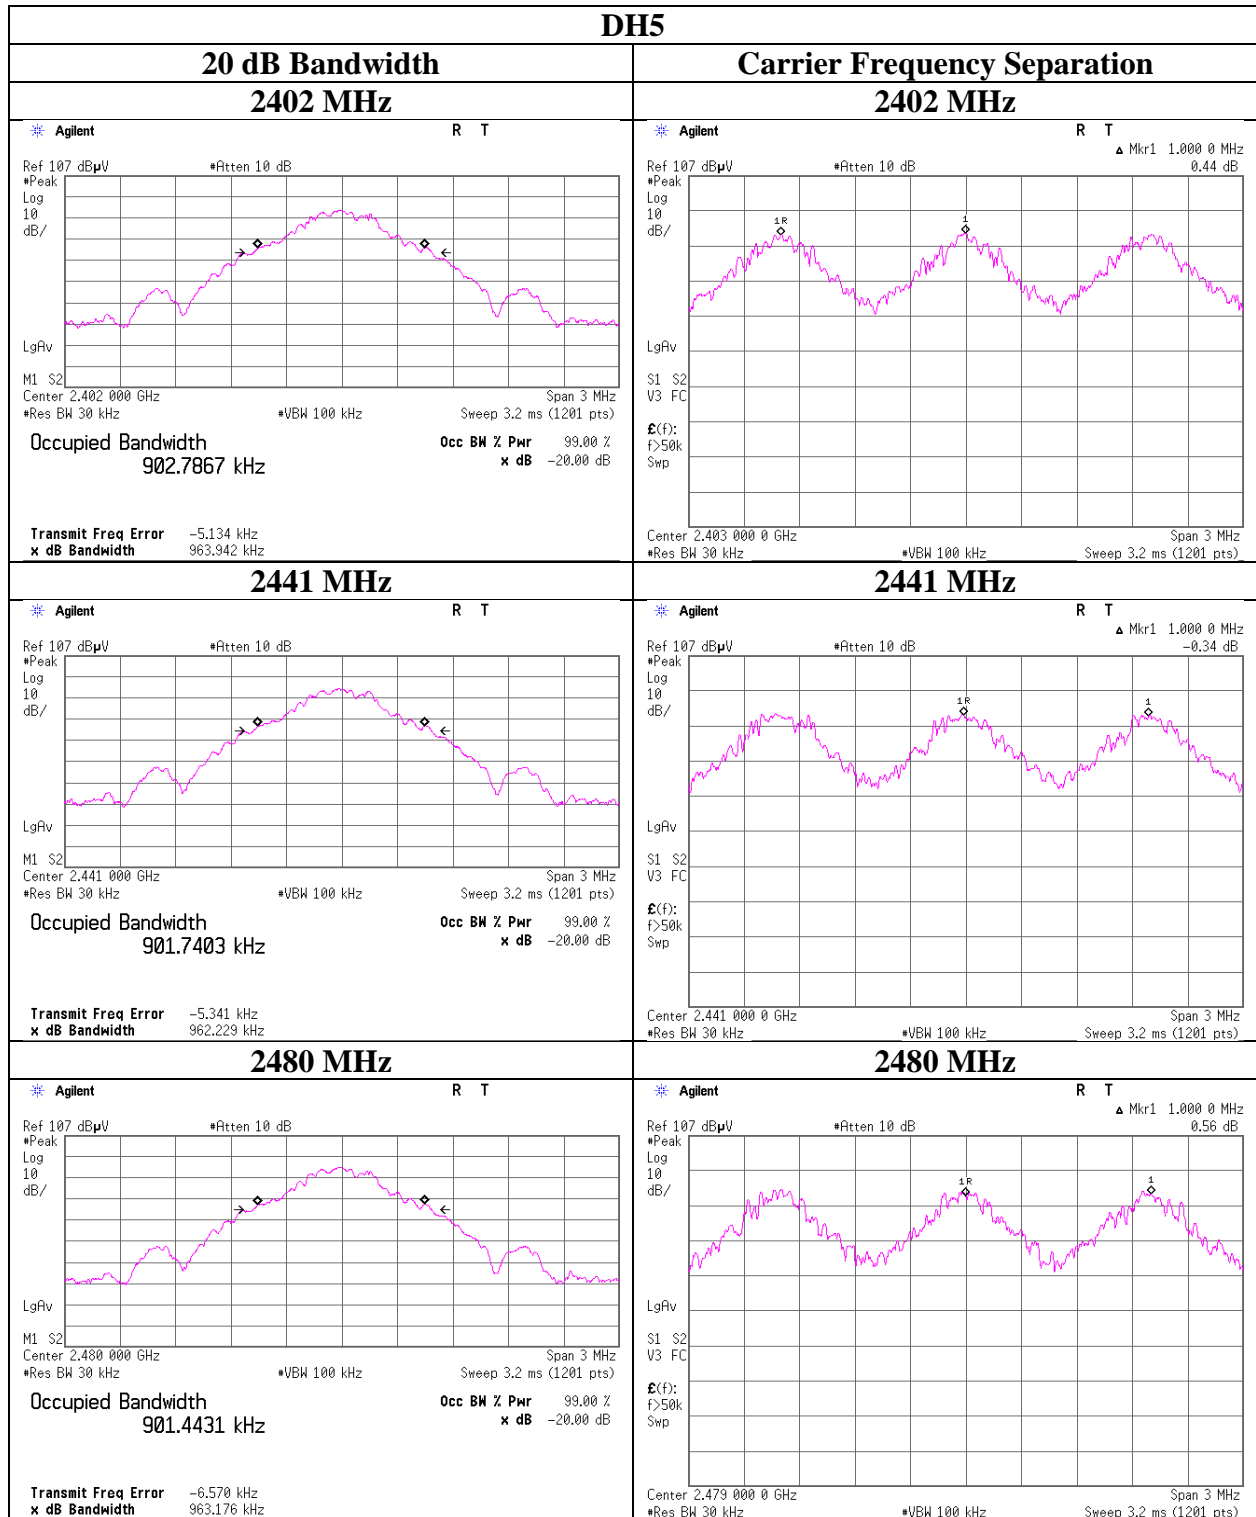 DH5
20 dB Bandwidth
Carrier Frequency Separation
2402 MHz
2402 MHz
Agilent
R T
Ref 107 dBµV
#Atten 10 dB
#Peak
Log
10
dB/
LgAv
M1 S2
Center 2.402 000 GHz
Span 3 MHz
#Res BW 30 kHz
#VBW 100 kHz
Sweep 3.2 ms (1201 pts)
Occupied Bandwidth
902.7867 kHz
Occ BW % Pwr 99.00 %
x dB -20.00 dB
Transmit Freq Error -5.134 kHz
x dB Bandwidth 963.942 kHz
Agilent
R T
Δ Mkr1 1.000 0 MHz
Ref 107 dBµV
#Atten 10 dB
0.44 dB
#Peak
Log
10
dB/
1R
1
LgAv
S1 S2
V3 FC
£(f):
f>50k
Swp
Center 2.403 000 0 GHz
Span 3 MHz
#Res BW 30 kHz
#VBW 100 kHz
Sweep 3.2 ms (1201 pts)
2441 MHz
2441 MHz
Agilent
R T
Ref 107 dBµV
#Atten 10 dB
#Peak
Log
10
dB/
LgAv
M1 S2
Center 2.441 000 GHz
Span 3 MHz
#Res BW 30 kHz
#VBW 100 kHz
Sweep 3.2 ms (1201 pts)
Occupied Bandwidth
901.7403 kHz
Occ BW % Pwr 99.00 %
x dB -20.00 dB
Transmit Freq Error -5.341 kHz
x dB Bandwidth 962.229 kHz
Agilent
R T
Δ Mkr1 1.000 0 MHz
Ref 107 dBµV
#Atten 10 dB
-0.34 dB
#Peak
Log
10
dB/
1R
1
LgAv
S1 S2
V3 FC
£(f):
f>50k
Swp
Center 2.441 000 0 GHz
Span 3 MHz
#Res BW 30 kHz
#VBW 100 kHz
Sweep 3.2 ms (1201 pts)
2480 MHz
2480 MHz
Agilent
R T
Ref 107 dBµV
#Atten 10 dB
#Peak
Log
10
dB/
LgAv
M1 S2
Center 2.480 000 GHz
Span 3 MHz
#Res BW 30 kHz
#VBW 100 kHz
Sweep 3.2 ms (1201 pts)
Occupied Bandwidth
901.4431 kHz
Occ BW % Pwr 99.00 %
x dB -20.00 dB
Transmit Freq Error -6.570 kHz
x dB Bandwidth 963.176 kHz
Agilent
R T
Δ Mkr1 1.000 0 MHz
Ref 107 dBµV
#Atten 10 dB
0.56 dB
#Peak
Log
10
dB/
1R
1
LgAv
S1 S2
V3 FC
£(f):
f>50k
Swp
Center 2.479 000 0 GHz
Span 3 MHz
#Res BW 30 kHz
#VBW 100 kHz
Sweep 3.2 ms (1201 pts)